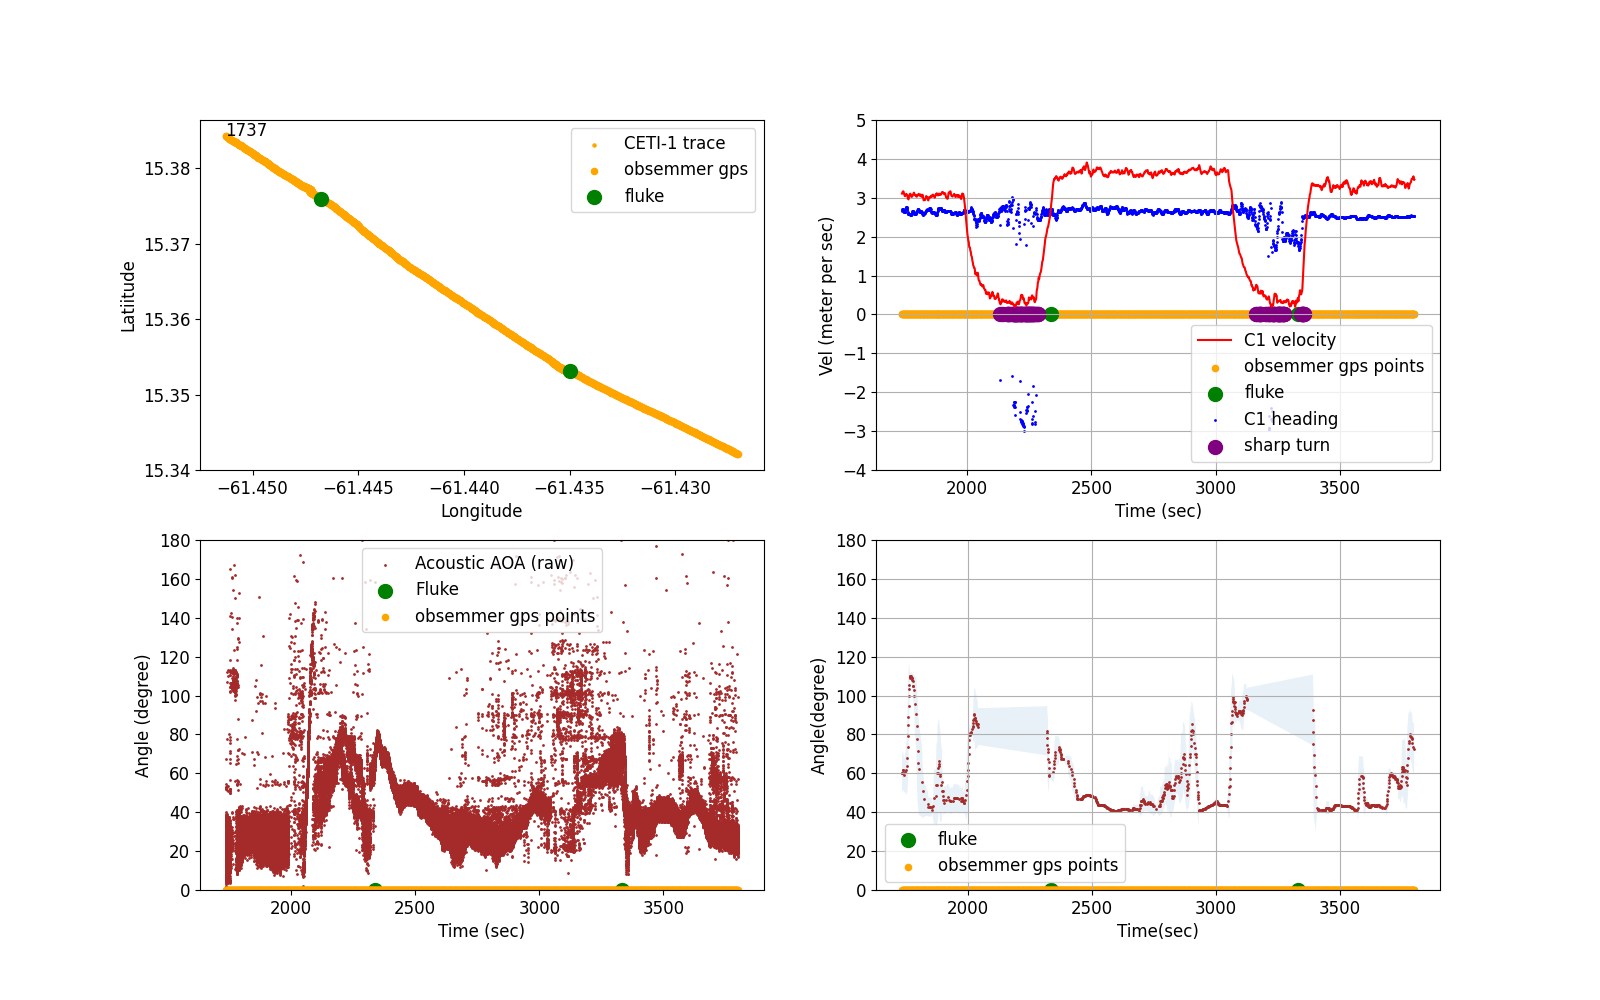 1737
CETI-1 trace
obsemmer gps
fluke
15.38
15.37
15.36
15.35
15.34
Latiitude
−61.450
−61.445
−61.440
−61.435
−61.430
Longitude
5
4
3
2
1
0
−1
−2
−3
−4
Vel (meter per sec)
C1 velocity
obsemmer gps points
fluke
C1 heading
sharp turn
2000
2500
3000
3500
Time (sec)
180
160
140
120
100
80
60
40
20
0
Angle (degree)
Acoustic AOA (raw)
Fluke
obsemmer gps points
2000
2500
3000
3500
Time (sec)
180
160
140
120
100
80
60
40
20
0
Angle(degree)
fluke
obsemmer gps points
2000
2500
3000
3500
Time(sec)